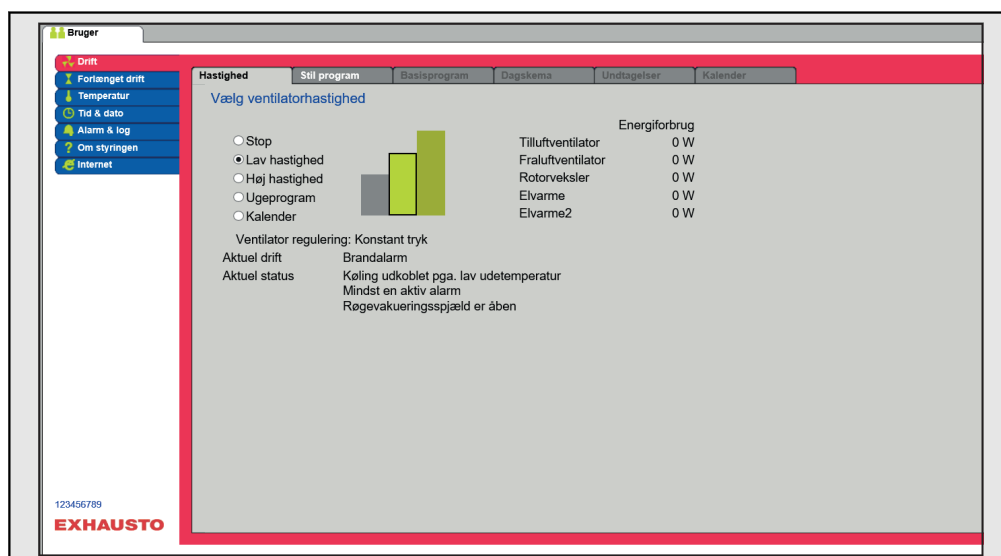 Bruger
Drift
Forlænget drift
Temperatur
Tid & dato
Alarm & log
Om styringen
Internet
Hastighed Stil program Basisprogram Dagskema Undtagelser Kalender
Vælg ventilatorhastighed
Energiforbrug
Stop
Lav hastighed
Høj hastighed
Ugeprogram
Kalender
Tilluftventilator 0 W
Fraluftventilator 0 W
Rotorveksler 0 W
Elvarme 0 W
Elvarme2 0 W
Ventilator regulering: Konstant tryk
Aktuel drift Brandalarm
Aktuel status Køling udkoblet pga. lav udetemperatur
Mindst en aktiv alarm
Røgevakueringsspjæld er åben
123456789
EXHAUSTO